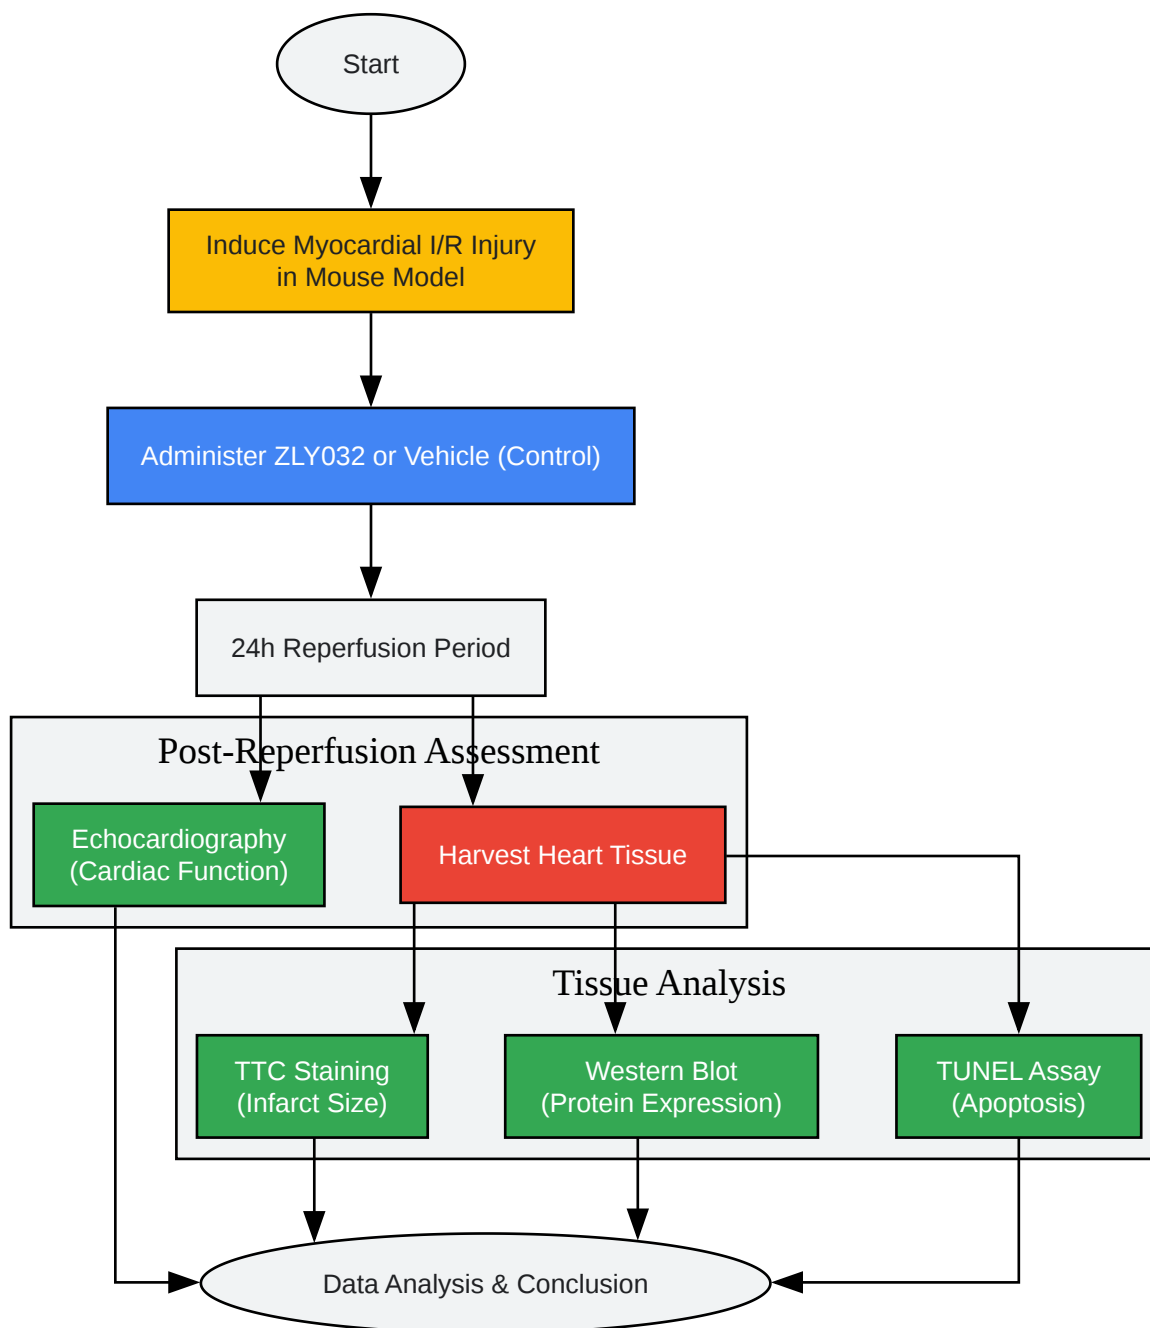 Start
Induce Myocardial I/R Injury
in Mouse Model
Administer ZLY032 or Vehicle (Control)
24h Reperfusion Period
Post-Reperfusion Assessment
Echocardiography
(Cardiac Function)
Harvest Heart Tissue
Tissue Analysis
TTC Staining
(Infarct Size)
Western Blot
(Protein Expression)
TUNEL Assay
(Apoptosis)
Data Analysis & Conclusion